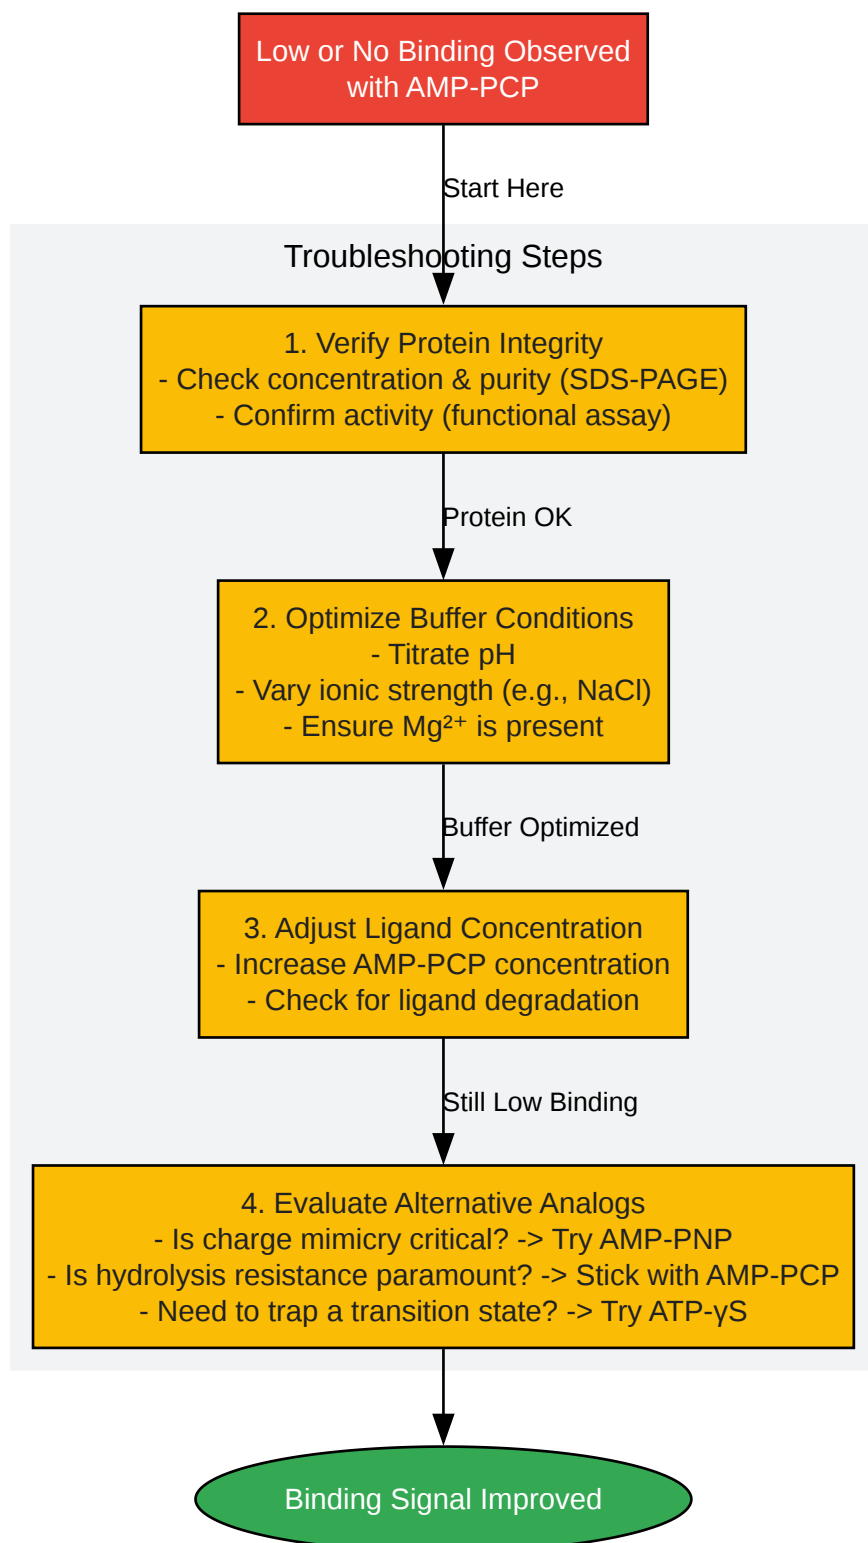 Low or No Binding Observed
with AMP-PCP
Start Here
Troubleshooting Steps
1. Verify Protein Integrity
- Check concentration & purity (SDS-PAGE)
- Confirm activity (functional assay)
Protein OK
2. Optimize Buffer Conditions
- Titrate pH
- Vary ionic strength (e.g., NaCl)
- Ensure Mg²⁺ is present
Buffer Optimized
3. Adjust Ligand Concentration
- Increase AMP-PCP concentration
- Check for ligand degradation
Still Low Binding
4. Evaluate Alternative Analogs
- Is charge mimicry critical? -> Try AMP-PNP
- Is hydrolysis resistance paramount? -> Stick with AMP-PCP
- Need to trap a transition state? -> Try ATP-γS
Binding Signal Improved